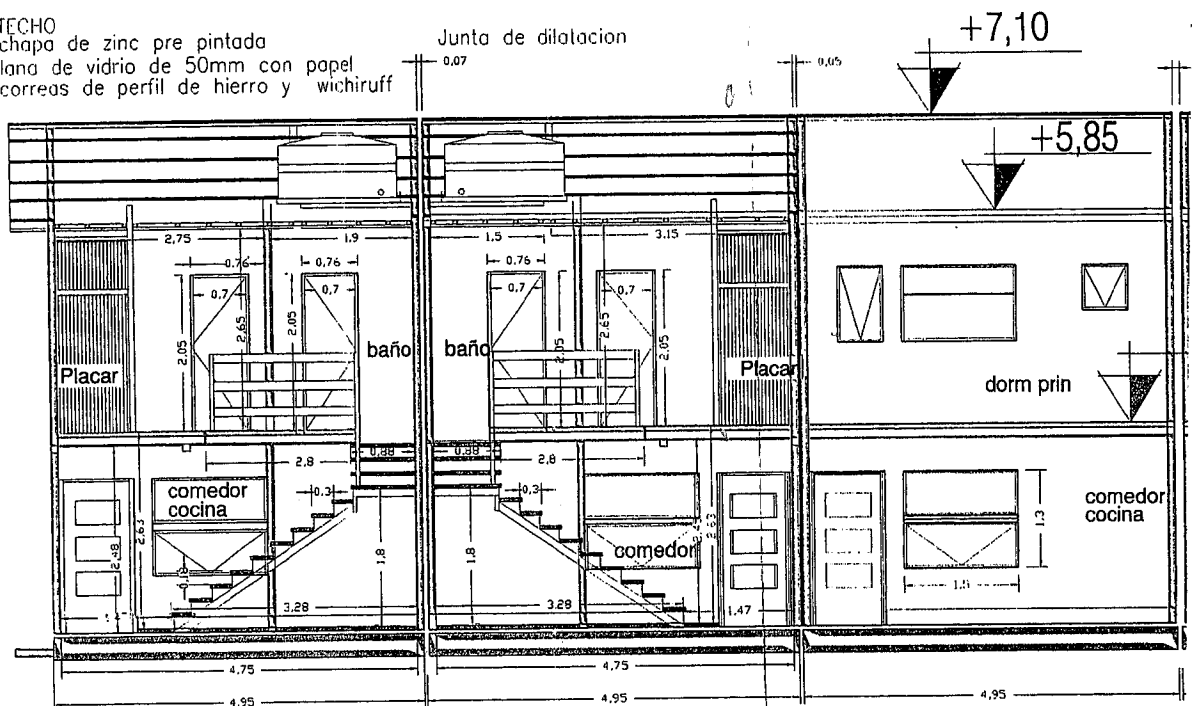 TECHO
chapa de zinc pre pintada
lana de vidrio de 50mm con papel
correas de perfil de hierro y wichiruff
Junta de dilatacion
0,07
0,05
+7,10
+5,85
2,75
1,9
1,5
3,15
0,76
0,76
0,76
0,7
0,7
0,7
0,7
2,05
2,65
2,05
2,05
2,65
2,05
Placar
baño
baño
Placar
dorm prin
0,88
0,88
2,8
2,8
comedor
cocina
0,3
0,3
comedor
comedor
cocina
2,48
2,63
1,8
1,8
2,63
1,3
3,28
3,28
1,47
4,75
4,75
4,95
4,95
4,95